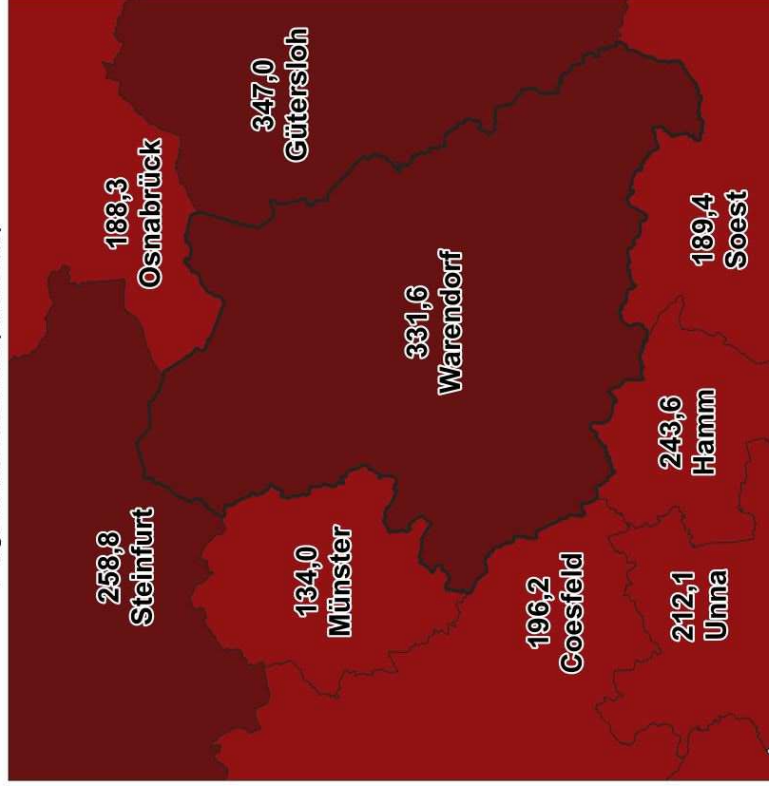 258,8
Steinfurt
188,3
Osnabrück
347,0
Gütersloh
134,0
Münster
331,6
Warendorf
196,2
Coesfeld
212,1
Unna
243,6
Hamm
189,4
Soest